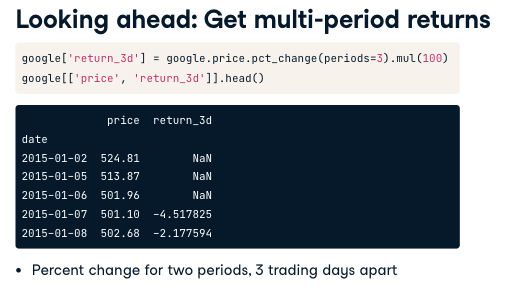 Looking ahead: Get multi-period returns
google['return_3d'] = google.price.pct_change(periods=3).mul(100)
google[['price', 'return_3d']].head()
price return_3d
date
2015-01-02 524.81 NaN
2015-01-05 513.87 NaN
2015-01-06 501.96 NaN
2015-01-07 501.10 -4.517825
2015-01-08 502.68 -2.177594
• Percent change for two periods, 3 trading days apart